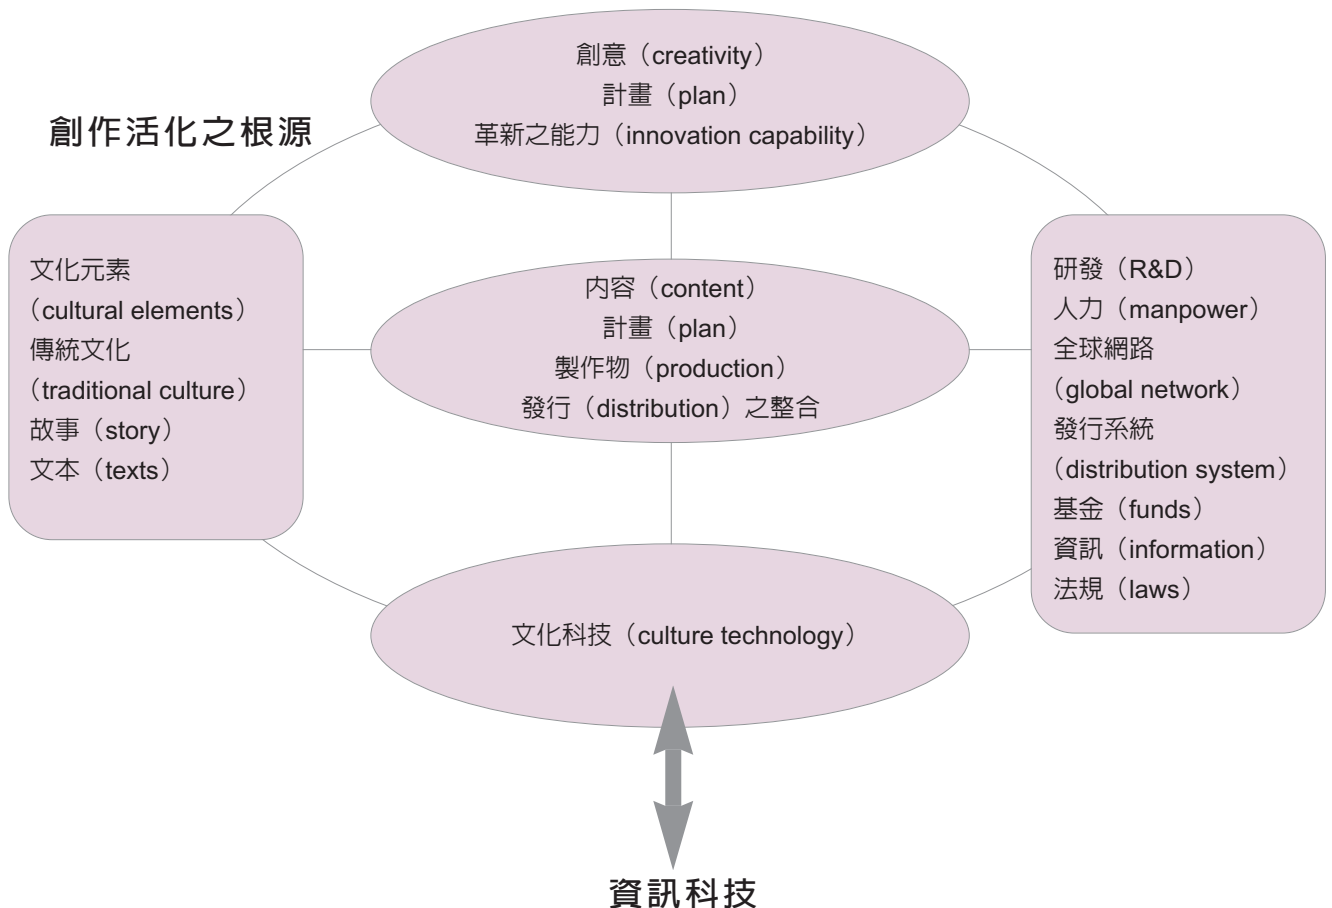 創意（creativity）
計畫（plan）
革新之能力（innovation capability）
創作活化之根源
文化元素
（cultural elements）
傳統文化
（traditional culture）
故事（story）
文本（texts）
內容（content）
計畫（plan）
製作物（production）
發行（distribution）之整合
研發（R&D）
人力（manpower）
全球網路
（global network）
發行系統
（distribution system）
基金（funds）
資訊（information）
法規（laws）
文化科技（culture technology）
資訊科技